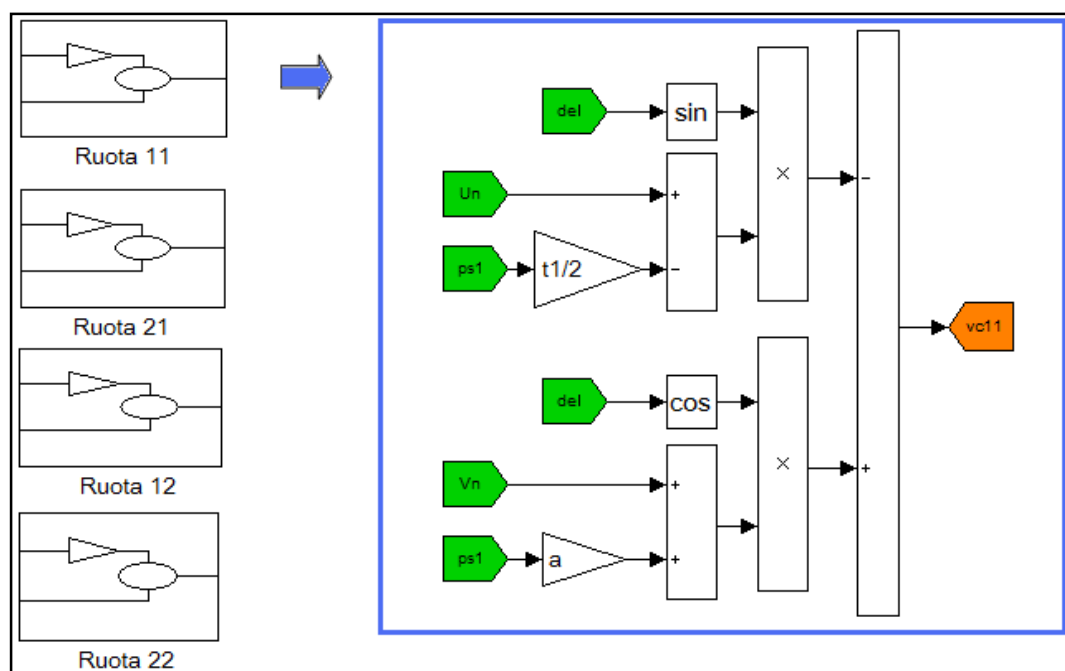 Ruota 11
Ruota 21
Ruota 12
Ruota 22
del
sin
×
Un
+
ps1
t1/2
−
−
vc11
del
cos
×
Vn
+
ps1
a
+
+